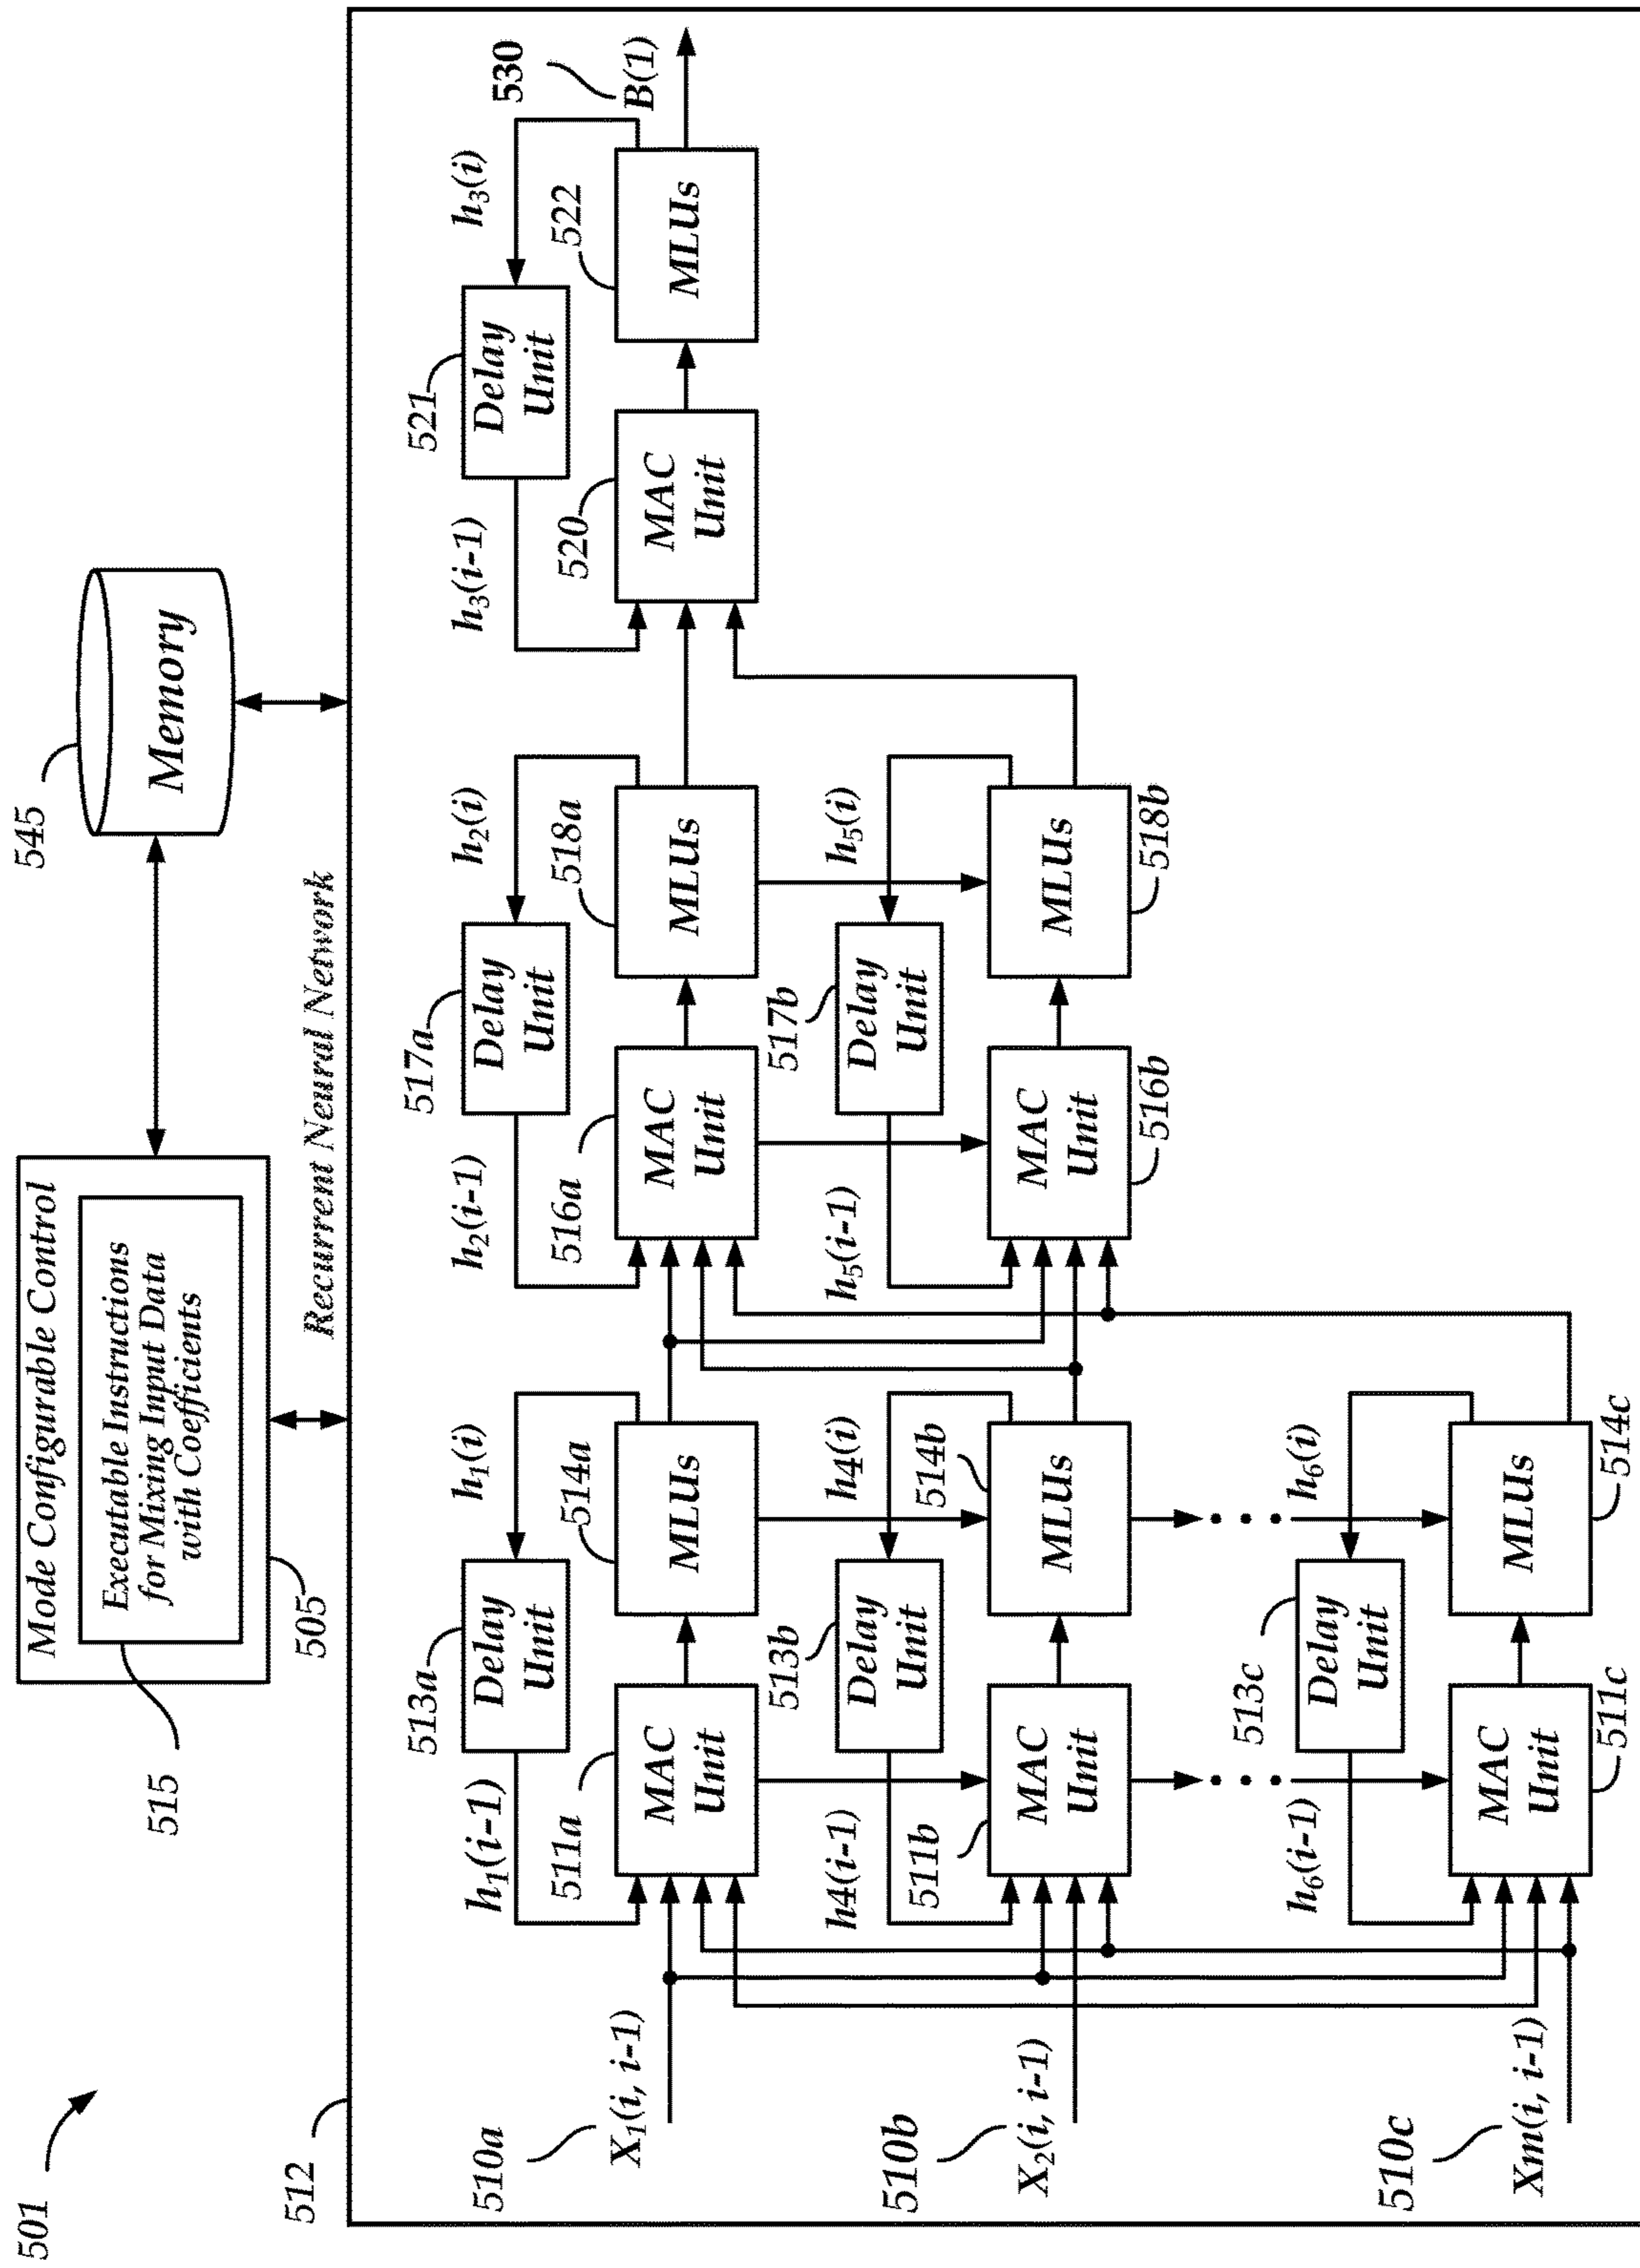 501
Mode Configurable Control
Executable Instructions
for Mixing Input Data
with Coefficients
515
505
545
Memory
512
Recurrent Neural Network
510a
X₁(i, i-1)
510b
X₂(i, i-1)
510c
Xm(i, i-1)
h₁(i-1)
513a
Delay
Unit
h₁(i)
511a
MAC
Unit
514a
MLUs
h4(i-1)
513b
Delay
Unit
h4(i)
511b
MAC
Unit
514b
MLUs
h₆(i-1)
513c
Delay
Unit
h₆(i)
MAC
Unit
511c
MLUs
514c
h₂(i-1)
517a
Delay
Unit
h₂(i)
516a
MAC
Unit
518a
MLUs
h₅(i-1)
517b
Delay
Unit
h₅(i)
MAC
Unit
516b
MLUs
518b
h₃(i-1)
521
Delay
Unit
h₃(i)
520
MAC
Unit
522
MLUs
530
B(1)